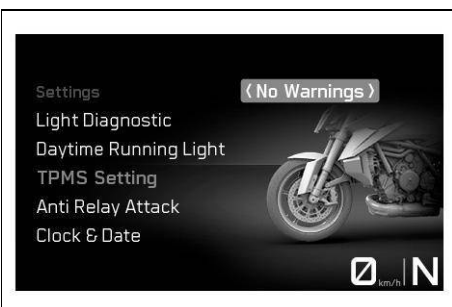 Settings
‹ No Warnings ›
Light Diagnostic
Daytime Running Light
TPMS Setting
Anti Relay Attack
Clock & Date
0 km/h | N